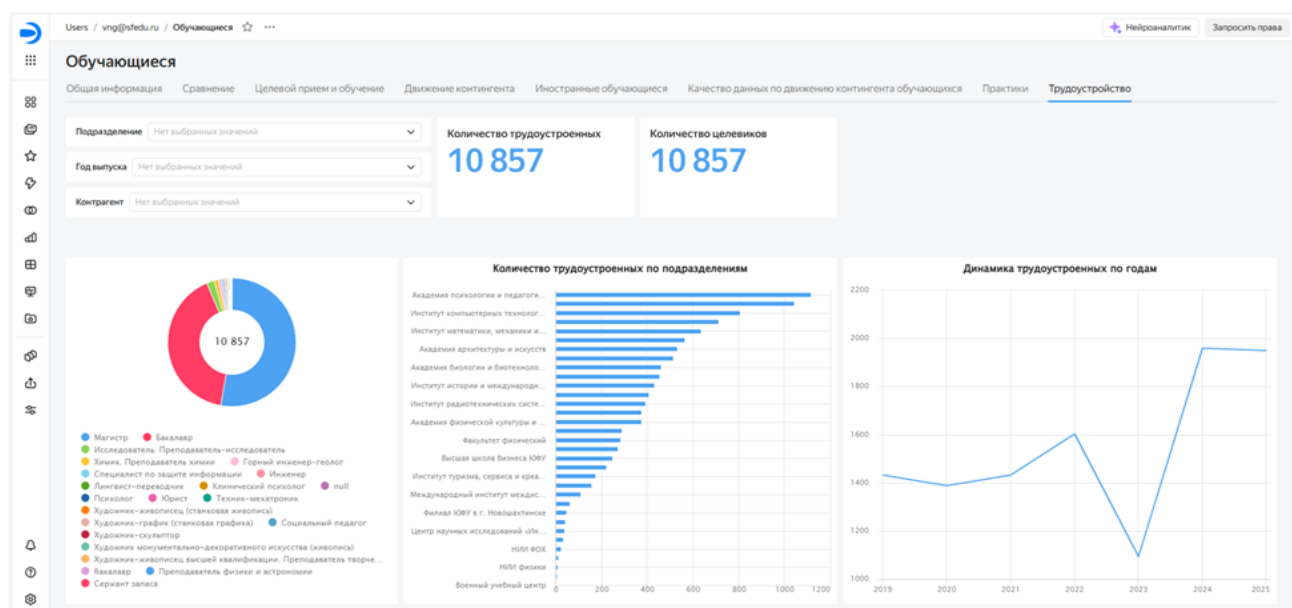 Users / vng@sfedu.ru / Обучающиеся
Нейроаналитик
Запросить права
Обучающиеся
Общая информация Сравнение Целевой прием и обучение Движение контингента Иностранные обучающиеся Качество данных по движению контингента обучающихся Практики Трудоустройство
Подразделение Нет выбранных значений
Год выпуска Нет выбранных значений
Контрагент Нет выбранных значений
Количество трудоустроенных
10 857
Количество целевиков
10 857
10 857
Магистр Бакалавр
Исследователь. Преподаватель-исследователь
Химик. Преподаватель химии Горный инженер-геолог
Специалист по защите информации Инженер
Лингвист-переводчик Клинический психолог null
Психолог Юрист Техник-мехатроник
Художник-живописец (станковая живопись)
Художник-график (станковая графика) Социальный педагог
Художник-скульптор
Художник монументально-декоративного искусства (живопись)
Художник-живописец высшей квалификации. Преподаватель творче...
бакалавр Преподаватель физики и астрономии
Сержант запаса
Количество трудоустроенных по подразделениям
Академия психологии и педагоги...
Институт компьютерных технолог...
Институт математики, механики и...
Академия архитектуры и искусств
Академия биологии и биотехноло...
Институт истории и международн...
Институт радиотехнических систе...
Академия физической культуры и ...
Факультет физический
Высшая школа бизнеса ЮФУ
Институт туризма, сервиса и креа...
Международный институт междис...
Филиал ЮФУ в г. Новошахтинске
Центр научных исследований «Ин...
НИИ ФОХ
НИИ физики
Военный учебный центр
0 200 400 600 800 1000 1200
Динамика трудоустроенных по годам
2200
2000
1800
1600
1400
1200
1000
2019 2020 2021 2022 2023 2024 2025